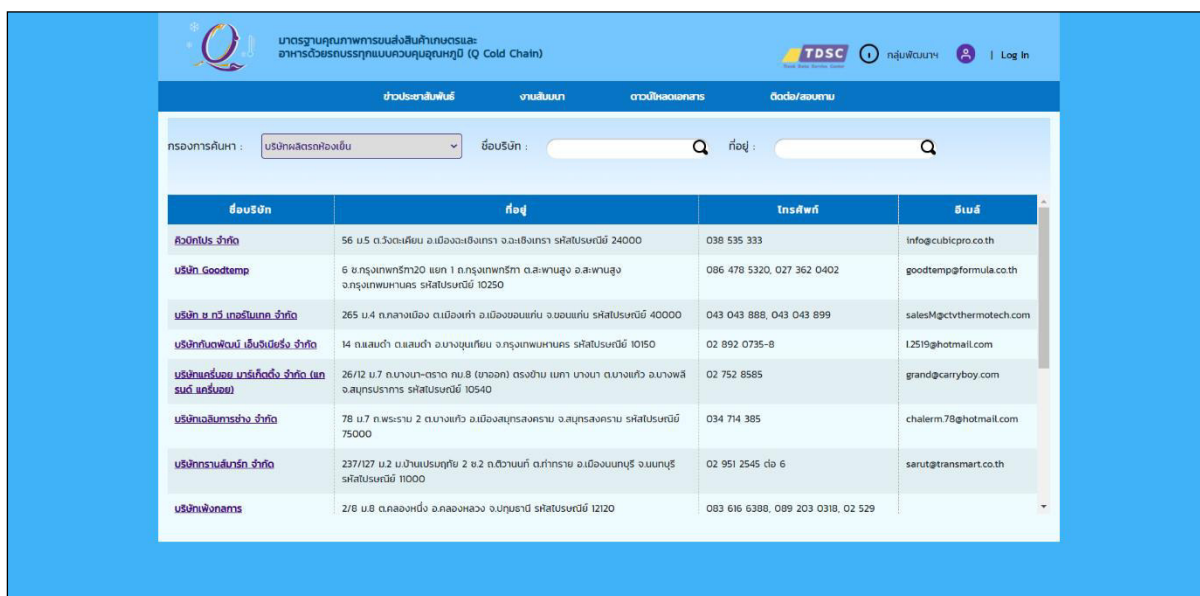 มาตรฐานคุณภาพการขนส่งสินค้าเกษตรและ
อาหารด้วยรถบรรทุกแบบควบคุมอุณหภูมิ (Q Cold Chain)
TDSC กลุ่มพัฒนาฯ | Log In
ข่าวประชาสัมพันธ์ งานสัมมนา ดาวน์โหลดเอกสาร ติดต่อ/สอบถาม
กรองการค้นหา : บริษัทผลิตรถห้องเย็น ชื่อบริษัท : ที่อยู่ :
ชื่อบริษัท ที่อยู่ โทรศัพท์ อีเมล์
คิวบิกโปร จำกัด 56 ม.5 ต.วังตะเคียน อ.เมืองฉะเชิงเทรา จ.ฉะเชิงเทรา รหัสไปรษณีย์ 24000 038 535 333 info@cubicpro.co.th
บริษัท Goodtemp 6 ซ.กรุงเทพกรีฑา20 แยก 1 ถ.กรุงเทพกรีฑา ต.สะพานสูง อ.สะพานสูง 086 478 5320, 027 362 0402 goodtemp@formula.co.th
จ.กรุงเทพมหานคร รหัสไปรษณีย์ 10250
บริษัท ช ทวี เทอร์โมเทค จำกัด 265 ม.4 ถ.กลางเมือง ต.เมืองเก่า อ.เมืองขอนแก่น จ.ขอนแก่น รหัสไปรษณีย์ 40000 043 043 888, 043 043 899 salesM@ctvthermotech.com
บริษัทกันตพัฒน์ เอ็นจิเนียริ่ง จำกัด 14 ถ.แสมดำ ต.แสมดำ อ.บางขุนเทียน จ.กรุงเทพมหานคร รหัสไปรษณีย์ 10150 02 892 0735-8 l.2519@hotmail.com
บริษัทแครี่บอย มาร์เก็ตติ้ง จำกัด (แก 26/12 ม.7 ถ.บางนา-ตราด กม.8 (ขาออก) ตรงข้าม เมกา บางนา ต.บางแก้ว อ.บางพลี 02 752 8585 grand@carryboy.com
รนด์ แครี่บอย) จ.สมุทรปราการ รหัสไปรษณีย์ 10540
บริษัทเฉลิมการช่าง จำกัด 78 ม.7 ถ.พระราม 2 ต.บางแก้ว อ.เมืองสมุทรสงคราม จ.สมุทรสงคราม รหัสไปรษณีย์ 034 714 385 chalerm.78@hotmail.com
75000
บริษัททรานส์มาร์ท จำกัด 237/127 ม.2 ม.บ้านเปรมฤทัย 2 ซ.2 ถ.ติวานนท์ ต.ท่าทราย อ.เมืองนนทบุรี จ.นนทบุรี 02 951 2545 ต่อ 6 sarut@transmart.co.th
รหัสไปรษณีย์ 11000
บริษัทเพ้งกลการ 2/8 ม.8 ต.คลองหนึ่ง อ.คลองหลวง จ.ปทุมธานี รหัสไปรษณีย์ 12120 083 616 6388, 089 203 0318, 02 529